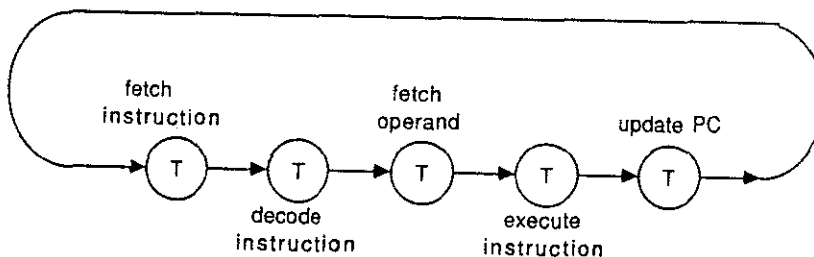 fetch
instruction
T
decode
instruction
T
fetch
operand
T
execute
instruction
T
update PC
T